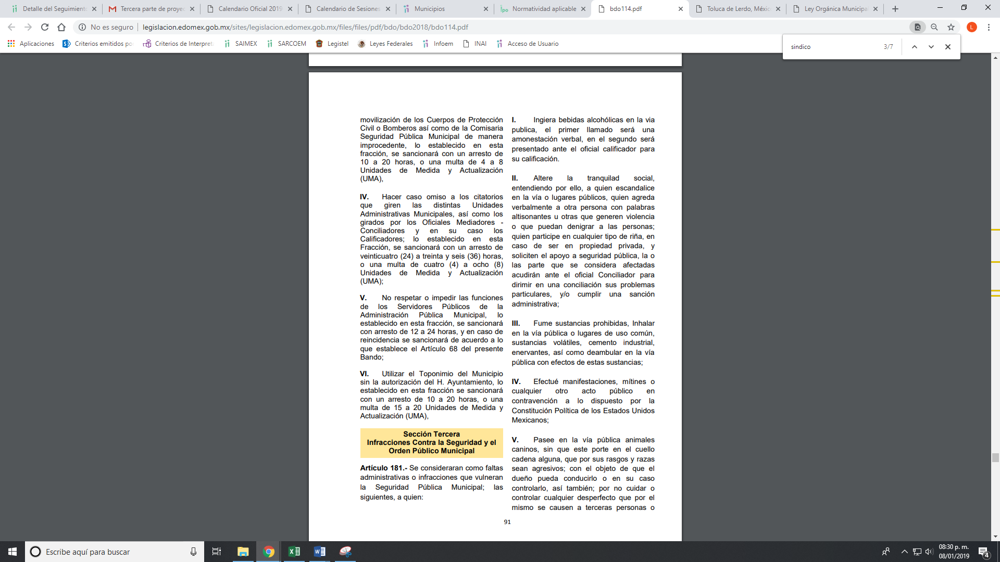 Detalle del Seguimient
Tercera parte de proye
Calendario Oficial 2019
Calendario de Sesiones
Municipios
ipo
Normatividad aplicable
bdo114.pdf
Toluca de Lerdo, Méxi
Ley Orgánica Municipa
No es seguro
legislacion.edomex.gob.mx/sites/legislacion.edomex.gob.mx/files/files/pdf/bdo/bdo2018/bdo114.pdf
L
Aplicaciones
Criterios emitidos po
Criterios de Interpret
SAIMEX
SARCOEM
Legistel
Leyes Federales
Infoem
INAI
Acceso de Usuario
sindico
3/7
movilización de los Cuerpos de Protección
Civil o Bomberos así como de la Comisaria
Seguridad Pública Municipal de manera
improcedente, lo establecido en esta
fracción, se sancionará con un arresto de
10 a 20 horas, o una multa de 4 a 8
Unidades de Medida y Actualización
(UMA),
IV. Hacer caso omiso a los citatorios
que giren las distintas Unidades
Administrativas Municipales, así como los
girados por los Oficiales Mediadores -
Conciliadores y en su caso los
Calificadores; lo establecido en esta
Fracción, se sancionará con un arresto de
veinticuatro (24) a treinta y seis (36) horas,
o una multa de cuatro (4) a ocho (8)
Unidades de Medida y Actualización
(UMA);
V. No respetar o impedir las funciones
de los Servidores Públicos de la
Administración Pública Municipal, lo
establecido en esta fracción, se sancionará
con arresto de 12 a 24 horas, y en caso de
reincidencia se sancionará de acuerdo a lo
que establece el Artículo 68 del presente
Bando;
VI. Utilizar el Toponimio del Municipio
sin la autorización del H. Ayuntamiento, lo
establecido en esta fracción se sancionará
con un arresto de 10 a 20 horas, o una
multa de 15 a 20 Unidades de Medida y
Actualización (UMA),
Sección Tercera
Infracciones Contra la Seguridad y el
Orden Público Municipal
Artículo 181.- Se consideraran como faltas
administrativas o infracciones que vulneran
la Seguridad Pública Municipal; las
siguientes, a quien:
I. Ingiera bebidas alcohólicas en la via
publica, el primer llamado será una
amonestación verbal, en el segundo será
presentado ante el oficial calificador para
su calificación.
II. Altere la tranquilad social,
entendiendo por ello, a quien escandalice
en la vía o lugares públicos, quien agreda
verbalmente a otra persona con palabras
altisonantes u otras que generen violencia
o que puedan denigrar a las personas;
quien participe en cualquier tipo de riña, en
caso de ser en propiedad privada, y
soliciten el apoyo a seguridad pública, la o
las parte que se considera afectadas
acudirán ante el oficial Conciliador para
dirimir en una conciliación sus problemas
particulares, y/o cumplir una sanción
administrativa;
III. Fume sustancias prohibidas, Inhalar
en la vía pública o lugares de uso común,
sustancias volátiles, cemento industrial,
enervantes, así como deambular en la vía
pública con efectos de estas sustancias;
IV. Efectué manifestaciones, mítines o
cualquier otro acto público en
contravención a lo dispuesto por la
Constitución Política de los Estados Unidos
Mexicanos;
V. Pasee en la vía pública animales
caninos, sin que este porte en el cuello
cadena alguna, que por sus rasgos y razas
sean agresivos; con el objeto de que el
dueño pueda conducirlo o en su caso
controlarlo, así también; por no cuidar o
controlar cualquier desperfecto que por el
mismo se causen a terceras personas o
91
Escribe aquí para buscar
08:30 p. m.
08/01/2019
4